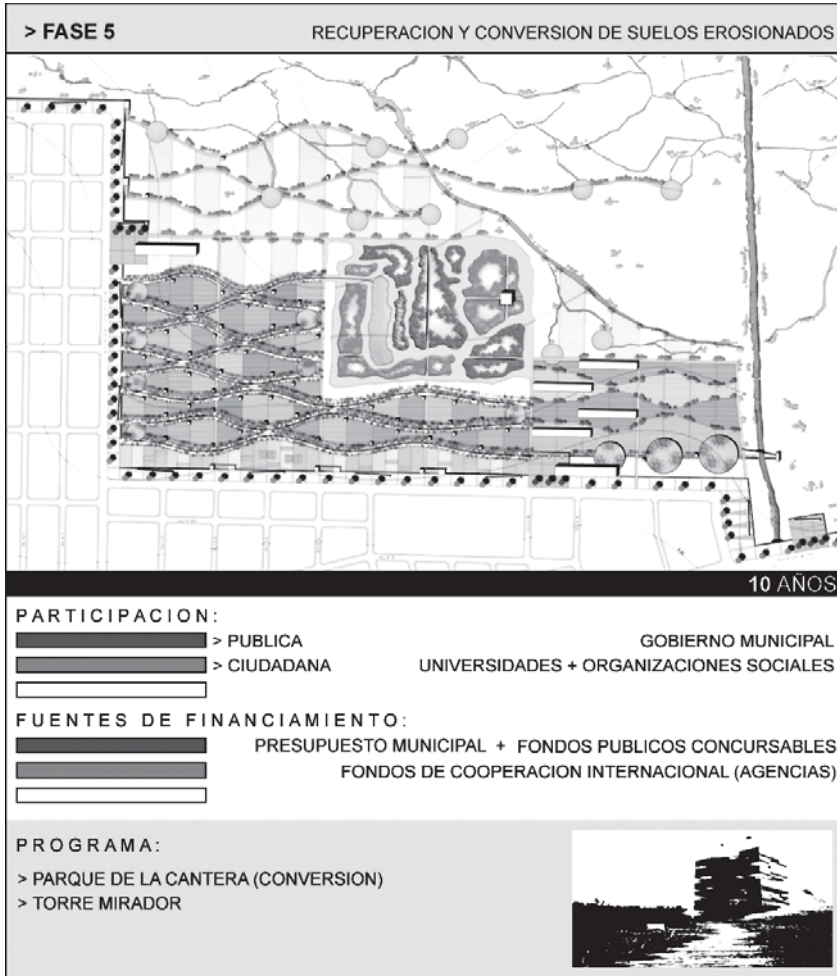 > FASE 5 RECUPERACION Y CONVERSION DE SUELOS EROSIONADOS
10 AÑOS
PARTICIPACION:
> PUBLICA GOBIERNO MUNICIPAL
> CIUDADANA UNIVERSIDADES + ORGANIZACIONES SOCIALES
FUENTES DE FINANCIAMIENTO:
PRESUPUESTO MUNICIPAL + FONDOS PUBLICOS CONCURSABLES
FONDOS DE COOPERACION INTERNACIONAL (AGENCIAS)
PROGRAMA:
> PARQUE DE LA CANTERA (CONVERSION)
> TORRE MIRADOR